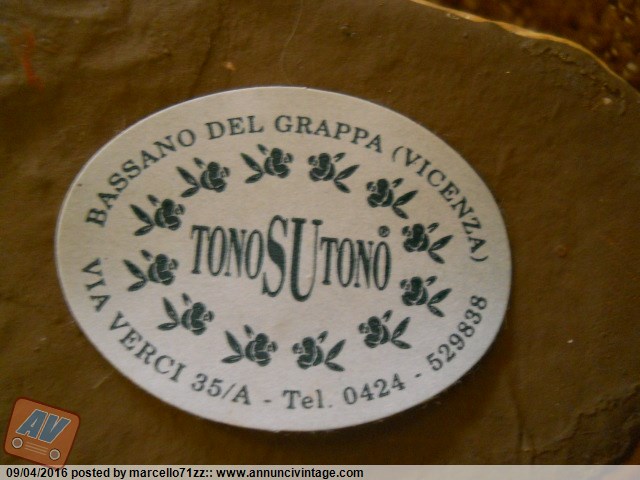 BASSANO DEL GRAPPA (VICENZA)
TONOSUTONO®
VIA VERCI 35/A - Tel. 0424 - 529838
AV
09/04/2016 posted by marcello71zz:: www.annuncivintage.com